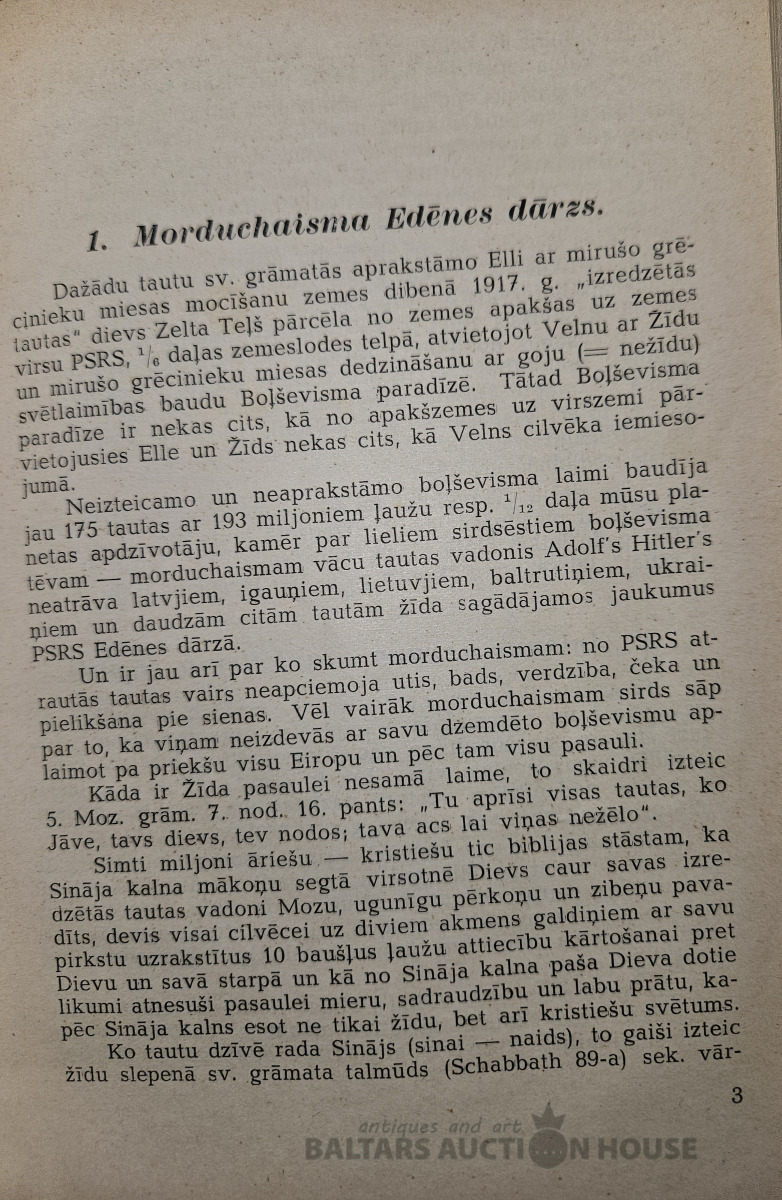 1. Morduchaisma Edēnes dārzs.
Dažādu tautu sv. grāmatās aprakstāmo Elli ar mirušo grē-
cinieku miesas mocīšanu zemes dibenā 1917. g. „izredzētās
tautas" dievs Zelta Teļš pārcēla no zemes apakšas uz zemes
virsu PSRS, 1/6 daļas zemeslodes telpā, atvietojot Velnu ar Žīdu
un mirušo grēcinieku miesas dedzināšanu ar goju (= nežīdu)
svētlaimības baudu Boļševisma paradīzē. Tātad Boļševisma
paradīze ir nekas cits, kā no apakšzemes uz virszemi pār-
vietojusies Elle un Žīds nekas cits, kā Velns cilvēka iemieso-
jumā.
Neizteicamo un neaprakstāmo boļševisma laimi baudīja
jau 175 tautas ar 193 miljoniem ļaužu resp. 1/12 daļa mūsu pla-
netas apdzīvotāju, kamēr par lieliem sirdsēstiem boļševisma
tēvam — morduchaismam vācu tautas vadonis Adolf's Hitler's
neatrāva latvjiem, igauņiem, lietuvjiem, baltrutiņiem, ukrai-
ņiem un daudzām citām tautām žīda sagādājamos jaukumus
PSRS Edēnes dārzā.
Un ir jau arī par ko skumt morduchaismam: no PSRS at-
rautās tautas vairs neapciemoja utis, bads, verdzība, čeka un
pielikšana pie sienas. Vēl vairāk morduchaismam sirds sāp
par to, ka viņam neizdevās ar savu dzemdēto boļševismu ap-
laimot pa priekšu visu Eiropu un pēc tam visu pasauli.
Kāda ir Žīda pasaulei nesamā laime, to skaidri izteic
5. Moz. grām. 7. nod. 16. pants: „Tu aprīsi visas tautas, ko
Jāve, tavs dievs, tev nodos; tava acs lai viņas nežēlo".
Simti miljoni āriešu — kristiešu tic biblijas stāstam, ka
Sināja kalna mākoņu segtā virsotnē Dievs caur savas izre-
dzētās tautas vadoni Mozu, ugunīgu pērkoņu un zibeņu pava-
dīts, devis visai cilvēcei uz diviem akmens galdiņiem ar savu
pirkstu uzrakstītus 10 baušļus ļaužu attiecību kārtošanai pret
Dievu un savā starpā un kā no Sināja kalna paša Dieva dotie
likumi atnesuši pasaulei mieru, sadraudzību un labu prātu, ka-
pēc Sināja kalns esot ne tikai žīdu, bet arī kristiešu svētums.
Ko tautu dzīvē rada Sinājs (sinai — naids), to gaiši izteic
žīdu slepenā sv. grāmata talmūds (Schabbath 89-a) sek. vār-
3
antiques and art
BALTARS AUCTION HOUSE